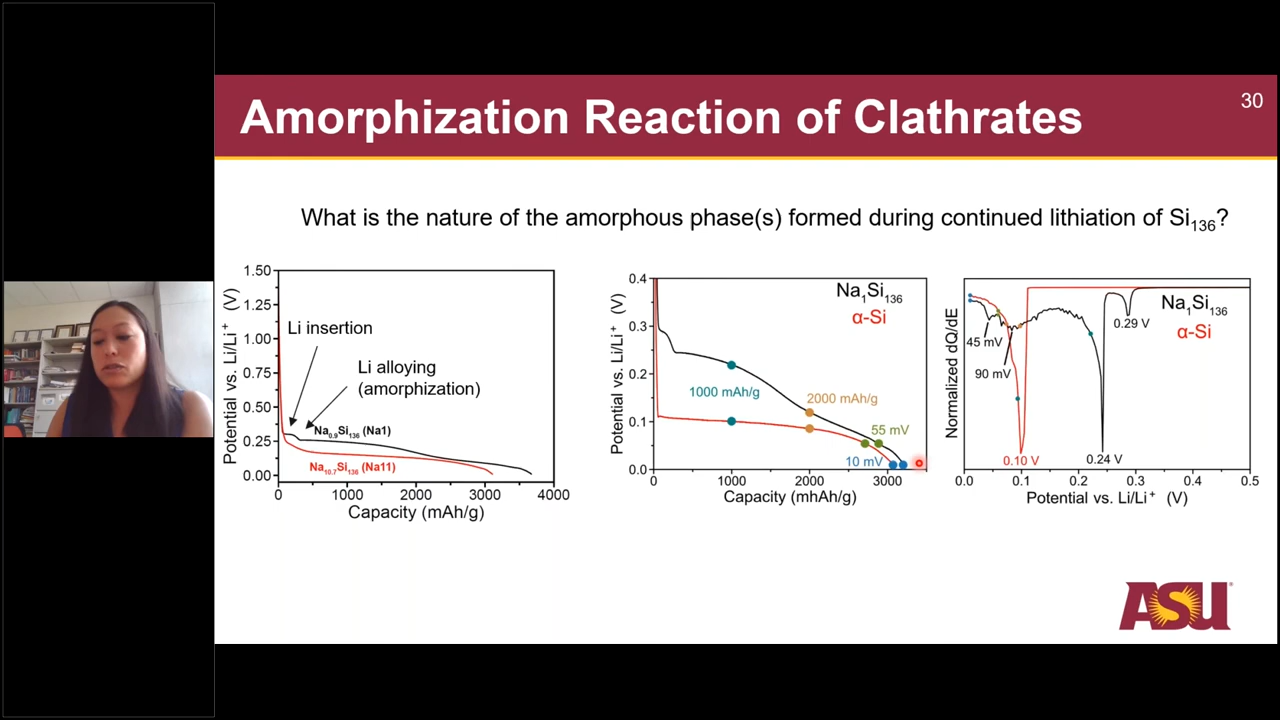 Amorphization Reaction of Clathrates
30
What is the nature of the amorphous phase(s) formed during continued lithiation of Si₁₃₆?
Potential vs. Li/Li⁺ (V)
1.50
1.25
1.00
0.75
0.50
0.25
0.00
Li insertion
Li alloying
(amorphization)
Na₀.₉Si₁₃₆ (Na1)
Na₁₀.₇Si₁₃₆ (Na11)
0 1000 2000 3000 4000
Capacity (mAh/g)
Potential vs. Li/Li⁺ (V)
0.4
0.3
0.2
0.1
0.0
Na₁Si₁₃₆
α-Si
1000 mAh/g
2000 mAh/g
55 mV
10 mV
0 1000 2000 3000
Capacity (mhAh/g)
Normalized dQ/dE
Na₁Si₁₃₆
α-Si
0.29 V
45 mV
90 mV
0.10 V
0.24 V
0.0 0.1 0.2 0.3 0.4 0.5
Potential vs. Li/Li⁺ (V)
ASU